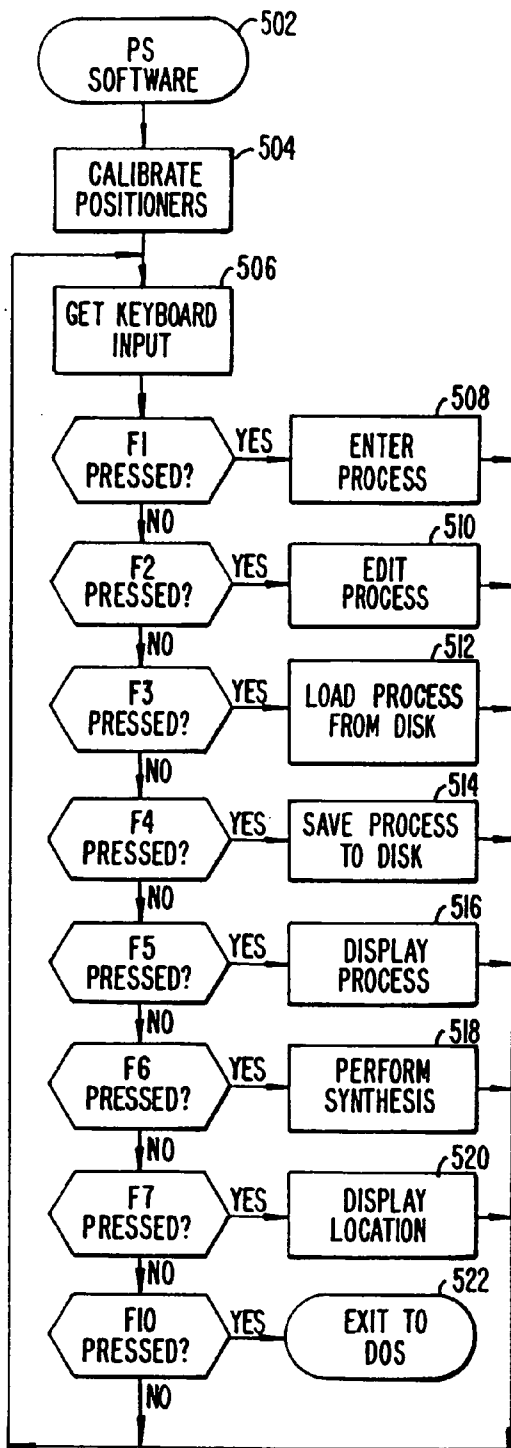 502
PS
SOFTWARE
504
CALIBRATE
POSITIONERS
506
GET KEYBOARD
INPUT
F1
PRESSED?
YES
508
ENTER
PROCESS
NO
F2
PRESSED?
YES
510
EDIT
PROCESS
NO
F3
PRESSED?
YES
512
LOAD PROCESS
FROM DISK
NO
F4
PRESSED?
YES
514
SAVE PROCESS
TO DISK
NO
F5
PRESSED?
YES
516
DISPLAY
PROCESS
NO
F6
PRESSED?
YES
518
PERFORM
SYNTHESIS
NO
F7
PRESSED?
YES
520
DISPLAY
LOCATION
NO
F10
PRESSED?
YES
522
EXIT TO
DOS
NO